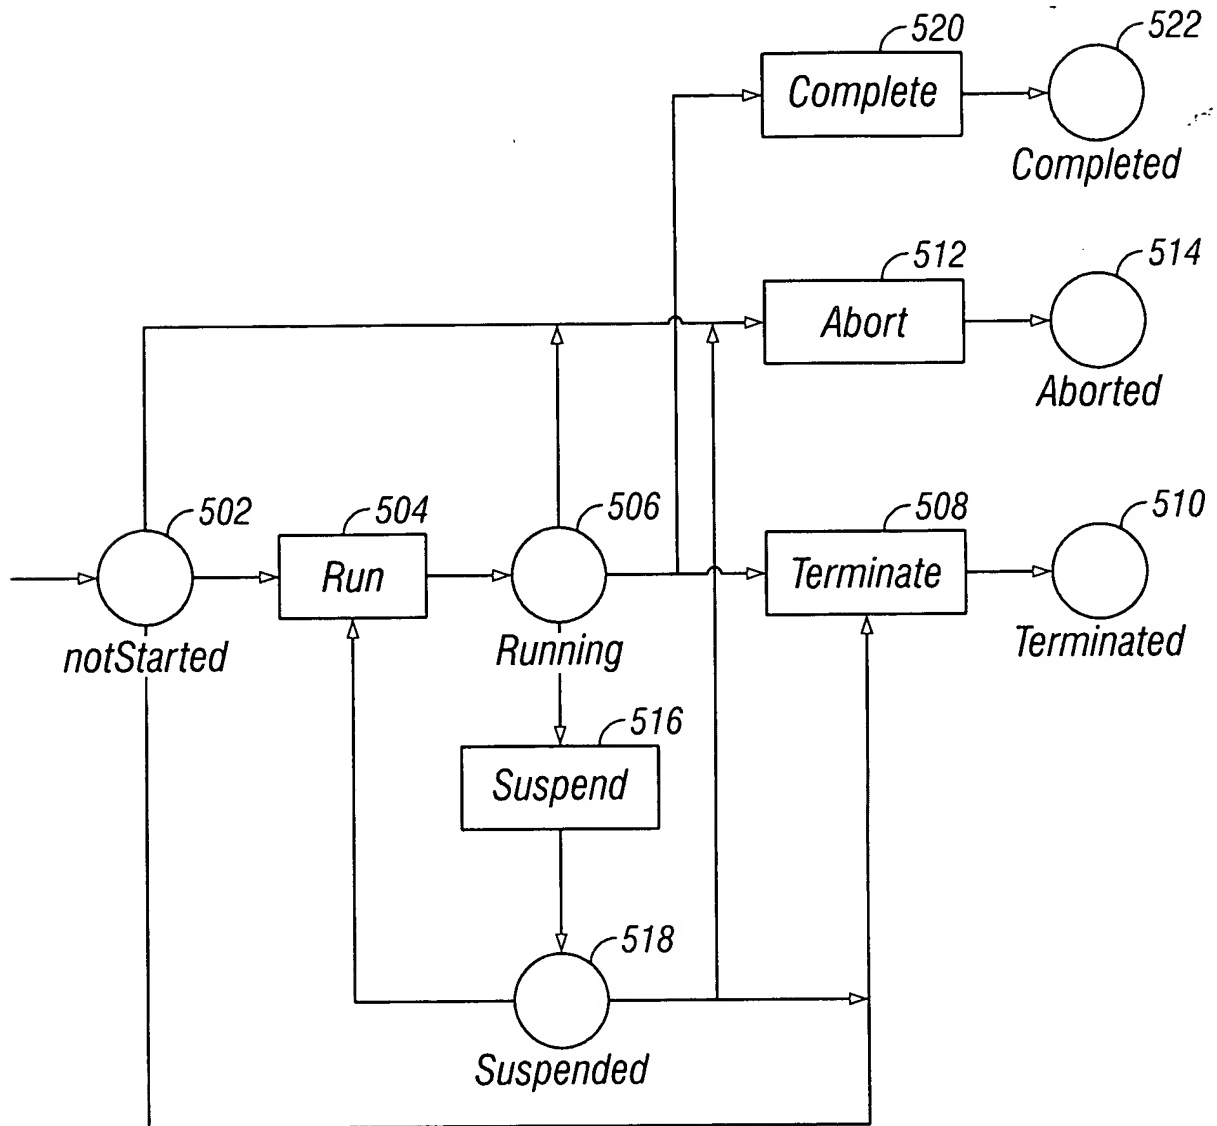 520
522
Complete
Completed
512
514
Abort
Aborted
502
504
506
508
510
Run
Terminate
notStarted
Running
Terminated
516
Suspend
518
Suspended